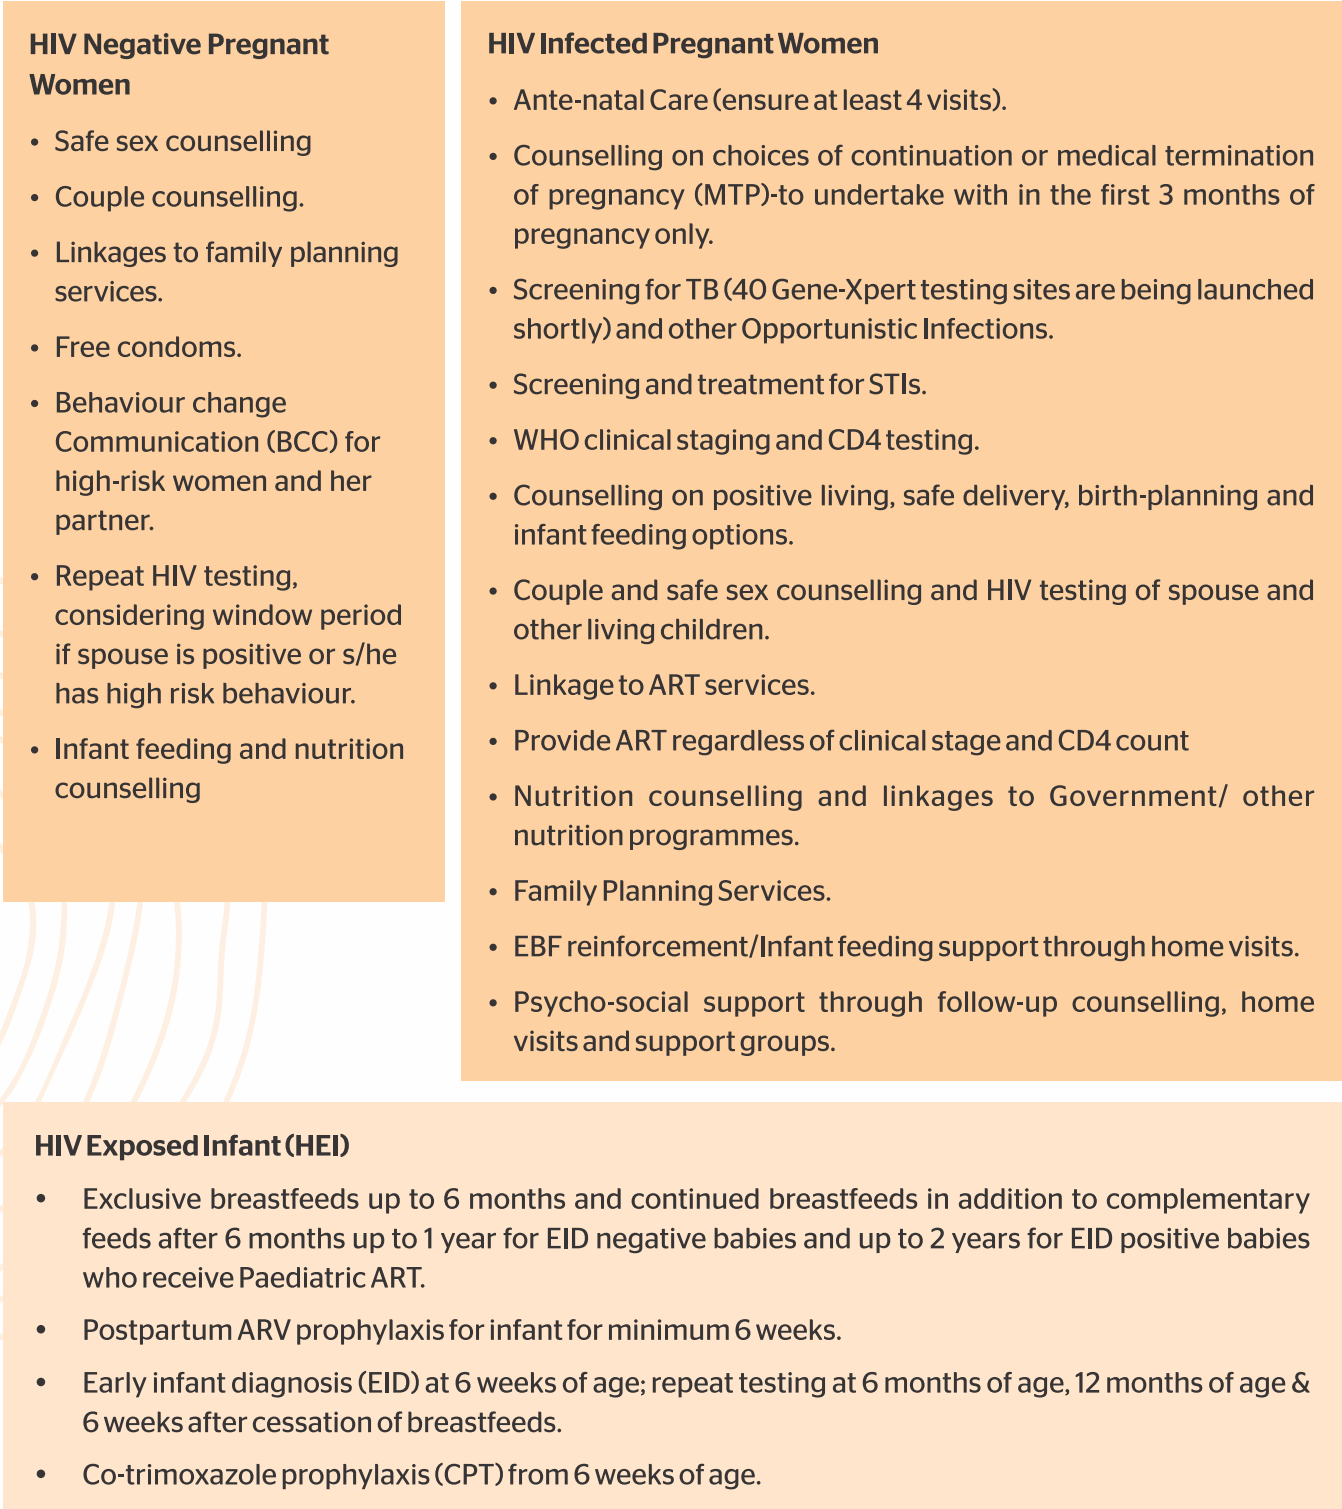 HIV Negative Pregnant
Women
• Safe sex counselling
• Couple counselling.
• Linkages to family planning
services.
• Free condoms.
• Behaviour change
Communication (BCC) for
high-risk women and her
partner.
• Repeat HIV testing,
considering window period
if spouse is positive or s/he
has high risk behaviour.
• Infant feeding and nutrition
counselling
HIV Infected Pregnant Women
• Ante-natal Care (ensure at least 4 visits).
• Counselling on choices of continuation or medical termination
of pregnancy (MTP)-to undertake with in the first 3 months of
pregnancy only.
• Screening for TB (40 Gene-Xpert testing sites are being launched
shortly) and other Opportunistic Infections.
• Screening and treatment for STIs.
• WHO clinical staging and CD4 testing.
• Counselling on positive living, safe delivery, birth-planning and
infant feeding options.
• Couple and safe sex counselling and HIV testing of spouse and
other living children.
• Linkage to ART services.
• Provide ART regardless of clinical stage and CD4 count
• Nutrition counselling and linkages to Government/ other
nutrition programmes.
• Family Planning Services.
• EBF reinforcement/Infant feeding support through home visits.
• Psycho-social support through follow-up counselling, home
visits and support groups.
HIV Exposed Infant (HEI)
• Exclusive breastfeeds up to 6 months and continued breastfeeds in addition to complementary
feeds after 6 months up to 1 year for EID negative babies and up to 2 years for EID positive babies
who receive Paediatric ART.
• Postpartum ARV prophylaxis for infant for minimum 6 weeks.
• Early infant diagnosis (EID) at 6 weeks of age; repeat testing at 6 months of age, 12 months of age &
6 weeks after cessation of breastfeeds.
• Co-trimoxazole prophylaxis (CPT) from 6 weeks of age.